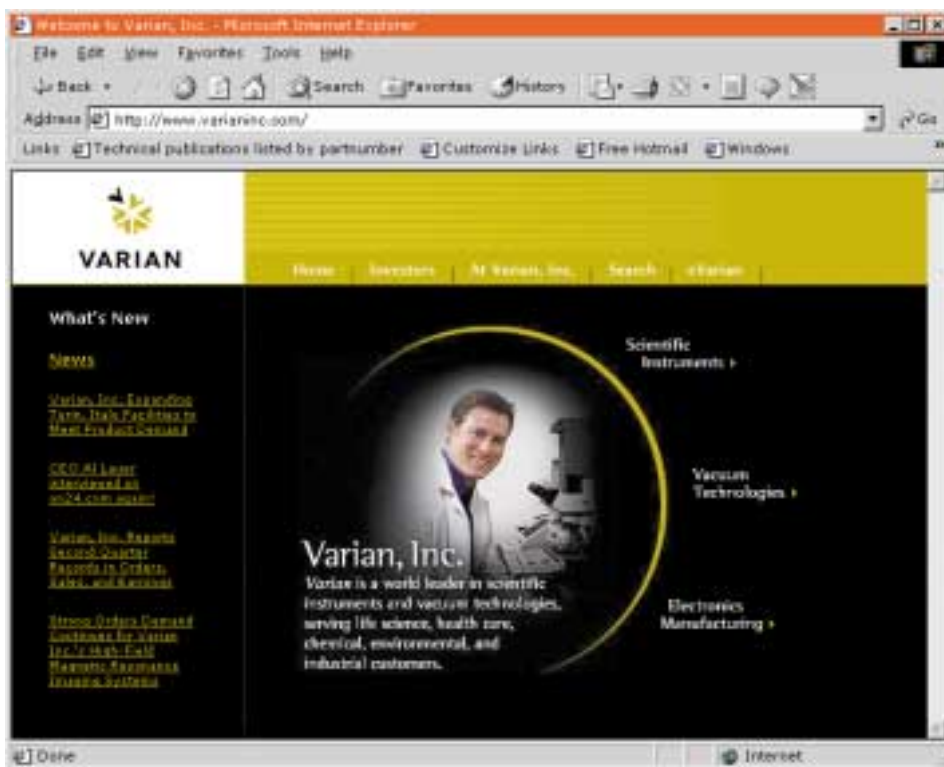 Welcome to Varian, Inc. - Microsoft Internet Explorer
File Edit View Favorites Tools Help
Back Search Favorites History
Address http://www.varianinc.com/ Go
Links Technical publications listed by partnumber Customize Links Free Hotmail Windows
VARIAN
Home Investors At Varian, Inc. Search eVarian
What's New
News
Varian, Inc. Expanding
Turin, Italy Facilities to
Meet Product Demand
CEO Al Lauer
interviewed on
on24.com again!
Varian, Inc. Reports
Second Quarter
Records in Orders,
Sales, and Earnings
Strong Orders Demand
Continues for Varian
Inc.'s High-Field
Magnetic Resonance
Imaging Systems
Scientific
Instruments
Vacuum
Technologies
Electronics
Manufacturing
Varian, Inc.
Varian is a world leader in scientific
instruments and vacuum technologies,
serving life science, health care,
chemical, environmental, and
industrial customers.
Done Internet